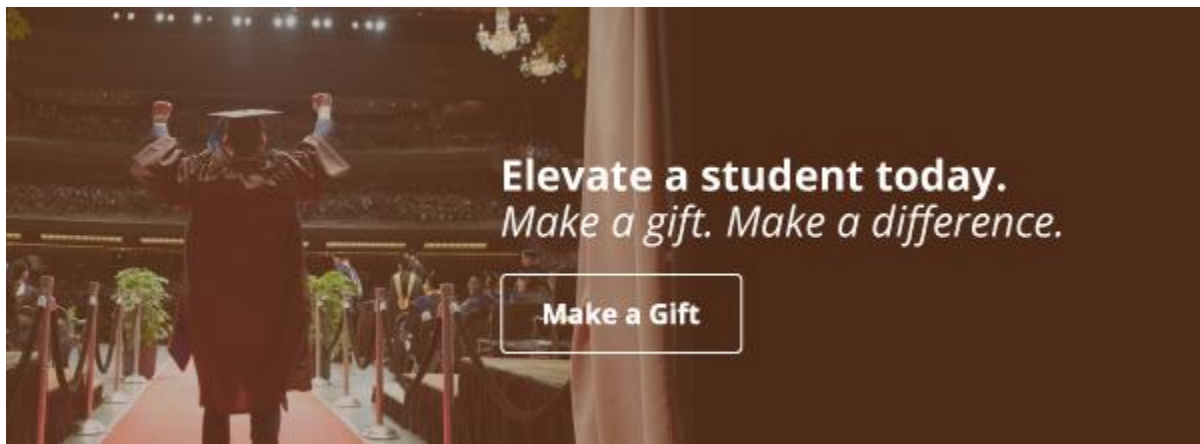 Elevate a student today.
Make a gift. Make a difference.
Make a Gift